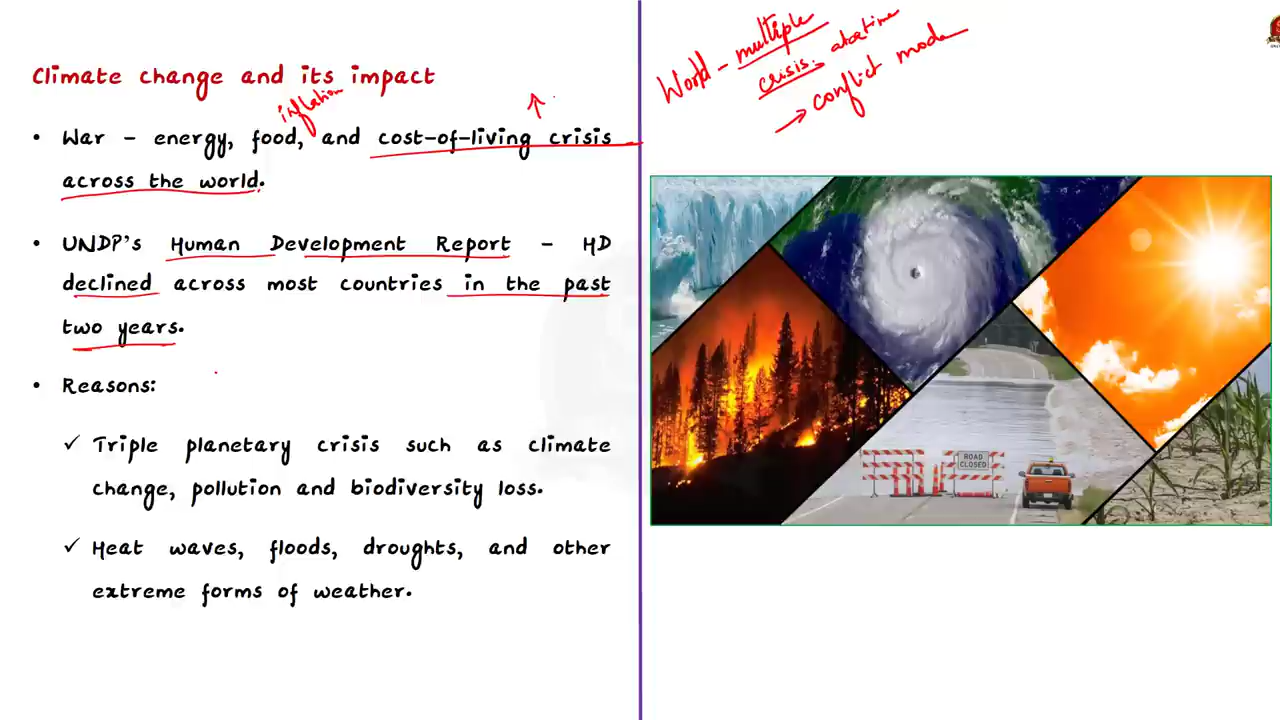 Climate change and its impact
inflation
• War – energy, food, and cost-of-living crisis
across the world.
• UNDP's Human Development Report – HD
declined across most countries in the past
two years.
• Reasons:
✓ Triple planetary crisis such as climate
change, pollution and biodiversity loss.
✓ Heat waves, floods, droughts, and other
extreme forms of weather.
World – multiple
crisis. at a time
→ conflict mode
ROAD
CLOSED